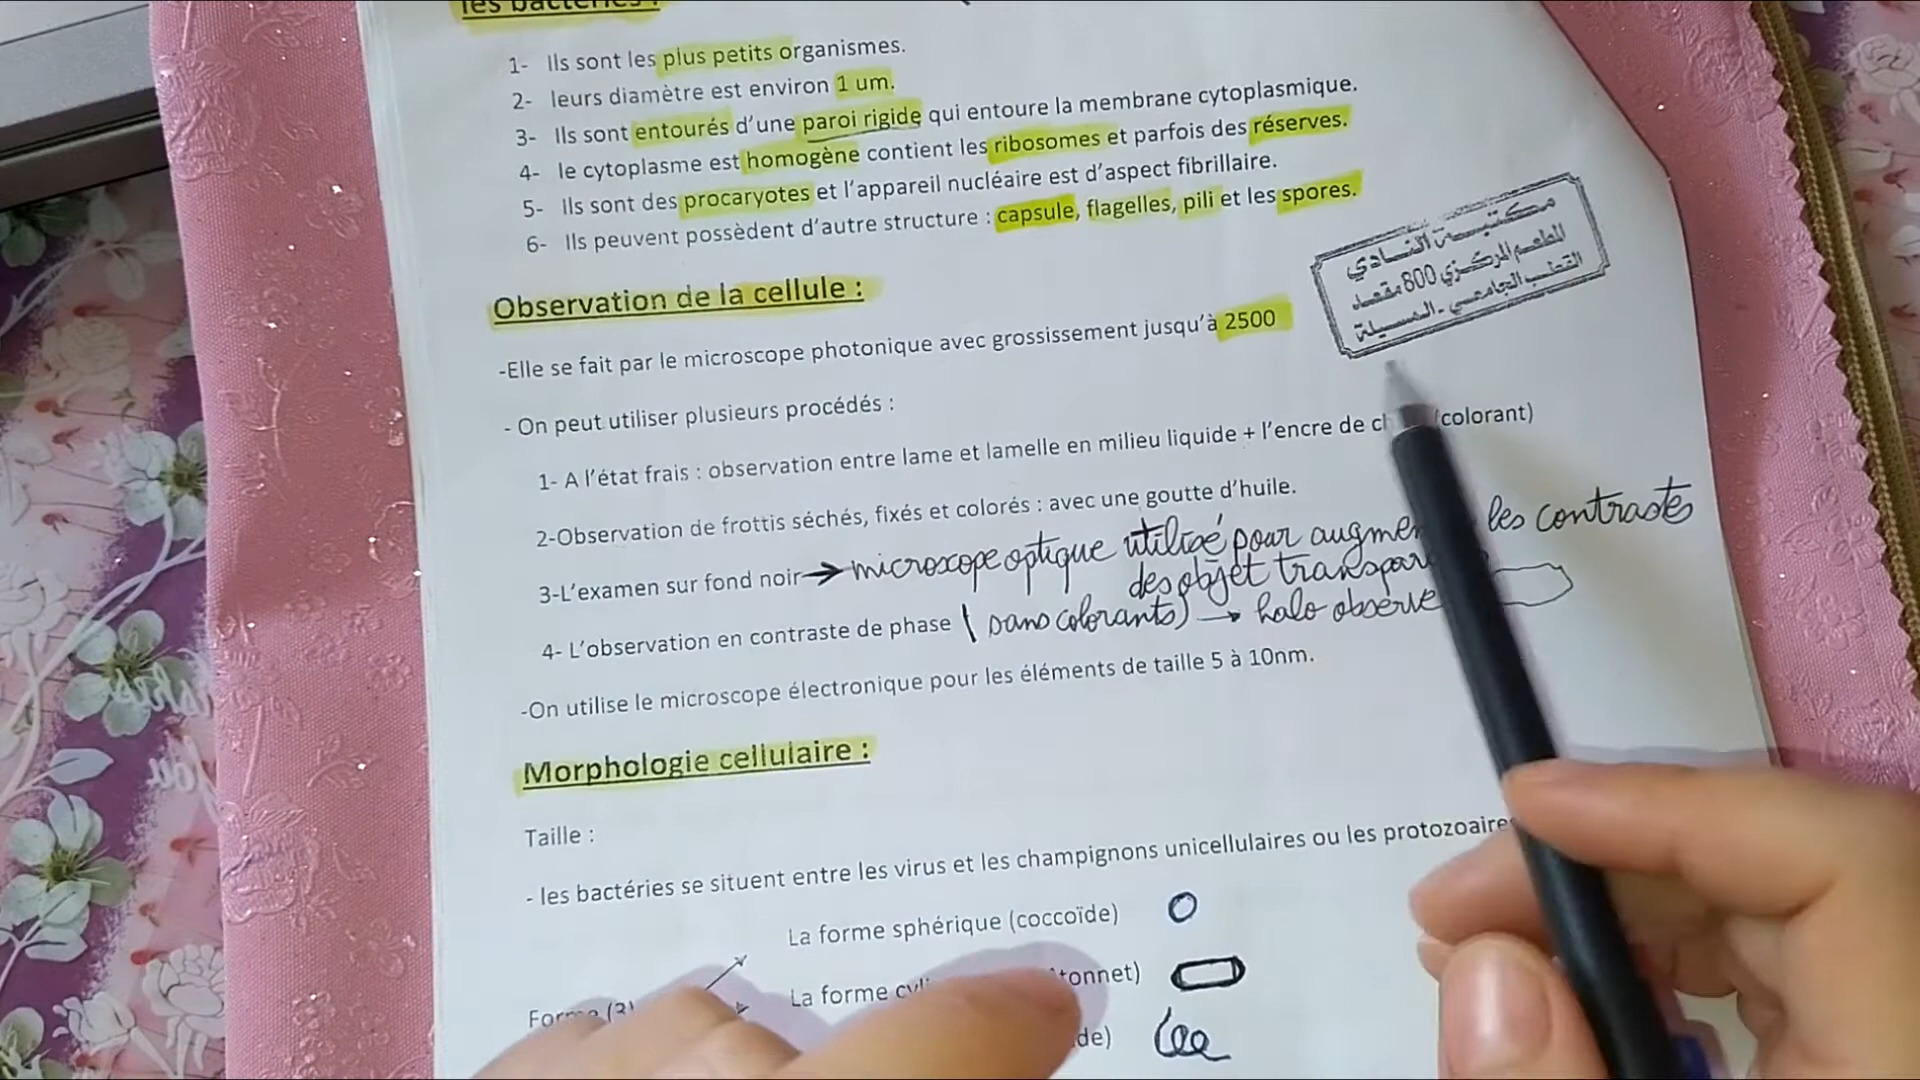 les bactéries :
1- Ils sont les plus petits organismes.
2- leurs diamètre est environ 1 um.
3- Ils sont entourés d'une paroi rigide qui entoure la membrane cytoplasmique.
4- le cytoplasme est homogène contient les ribosomes et parfois des réserves.
5- Ils sont des procaryotes et l'appareil nucléaire est d'aspect fibrillaire.
6- Ils peuvent possèdent d'autre structure : capsule, flagelles, pili et les spores.
مكتبة النادي
المطعم المركزي 800 مقعد
القطب الجامعي - المسيلة
Observation de la cellule :
-Elle se fait par le microscope photonique avec grossissement jusqu'à 2500
- On peut utiliser plusieurs procédés :
1- A l'état frais : observation entre lame et lamelle en milieu liquide + l'encre de (colorant)
2-Observation de frottis séchés, fixés et colorés : avec une goutte d'huile.
3-L'examen sur fond noir → microscope optique utilisé pour les contrastes
des objet
4- L'observation en contraste de phase ( sans colorants) → halo observe
-On utilise le microscope électronique pour les éléments de taille 5 à 10nm.
Morphologie cellulaire :
Taille :
- les bactéries se situent entre les virus et les champignons unicellulaires ou les protozoaires
La forme sphérique (coccoïde)
La forme